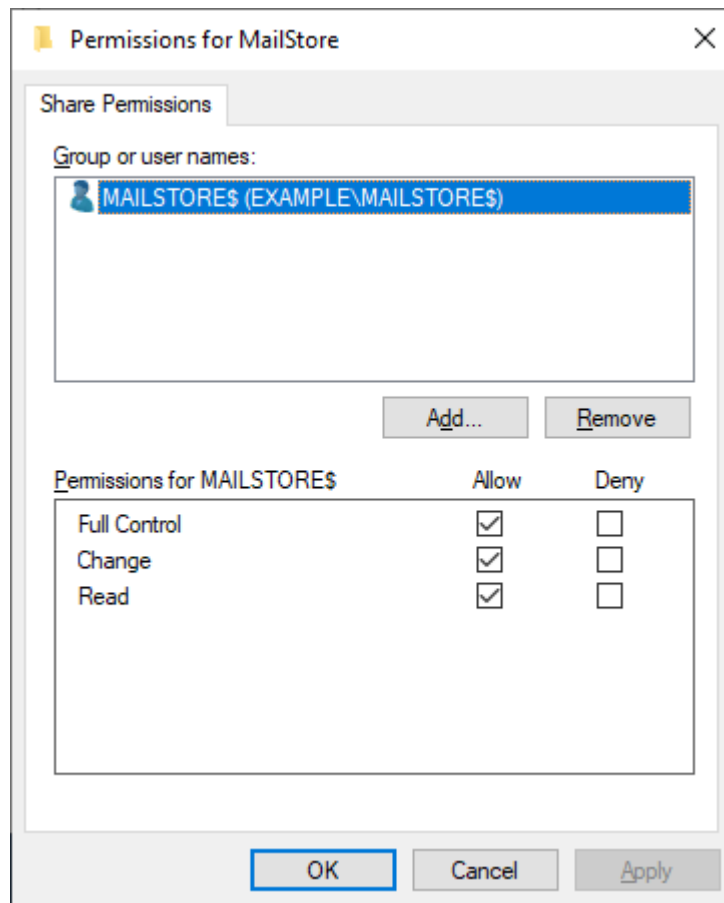 Permissions for MailStore
Share Permissions
Group or user names:
MAILSTORE$ (EXAMPLE\MAILSTORE$)
Add... Remove
Permissions for MAILSTORE$ Allow Deny
Full Control
Change
Read
OK Cancel Apply